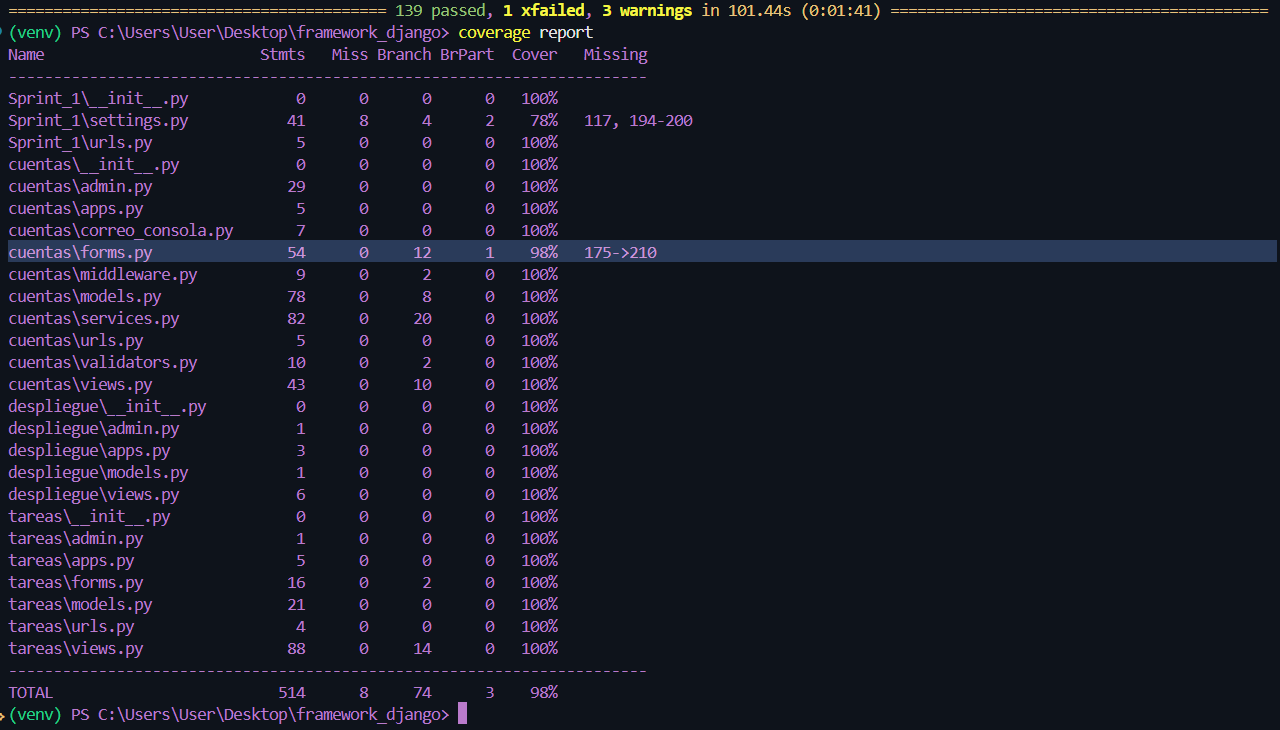 ========================================== 139 passed, 1 xfailed, 3 warnings in 101.44s (0:01:41) ==========================================
(venv) PS C:\Users\User\Desktop\framework_django> coverage report
Name                            Stmts   Miss Branch BrPart  Cover   Missing
-----------------------------------------------------------------------
Sprint_1\__init__.py                0      0      0      0   100%
Sprint_1\settings.py               41      8      4      2    78%   117, 194-200
Sprint_1\urls.py                    5      0      0      0   100%
cuentas\__init__.py                 0      0      0      0   100%
cuentas\admin.py                   29      0      0      0   100%
cuentas\apps.py                     5      0      0      0   100%
cuentas\correo_consola.py           7      0      0      0   100%
cuentas\forms.py                   54      0     12      1    98%   175->210
cuentas\middleware.py               9      0      2      0   100%
cuentas\models.py                  78      0      8      0   100%
cuentas\services.py                82      0     20      0   100%
cuentas\urls.py                     5      0      0      0   100%
cuentas\validators.py              10      0      2      0   100%
cuentas\views.py                   43      0     10      0   100%
despliegue\__init__.py              0      0      0      0   100%
despliegue\admin.py                 1      0      0      0   100%
despliegue\apps.py                  3      0      0      0   100%
despliegue\models.py                1      0      0      0   100%
despliegue\views.py                 6      0      0      0   100%
tareas\__init__.py                  0      0      0      0   100%
tareas\admin.py                     1      0      0      0   100%
tareas\apps.py                      5      0      0      0   100%
tareas\forms.py                    16      0      2      0   100%
tareas\models.py                   21      0      0      0   100%
tareas\urls.py                      4      0      0      0   100%
tareas\views.py                    88      0     14      0   100%
-----------------------------------------------------------------------
TOTAL                             514      8     74      3    98%
(venv) PS C:\Users\User\Desktop\framework_django>